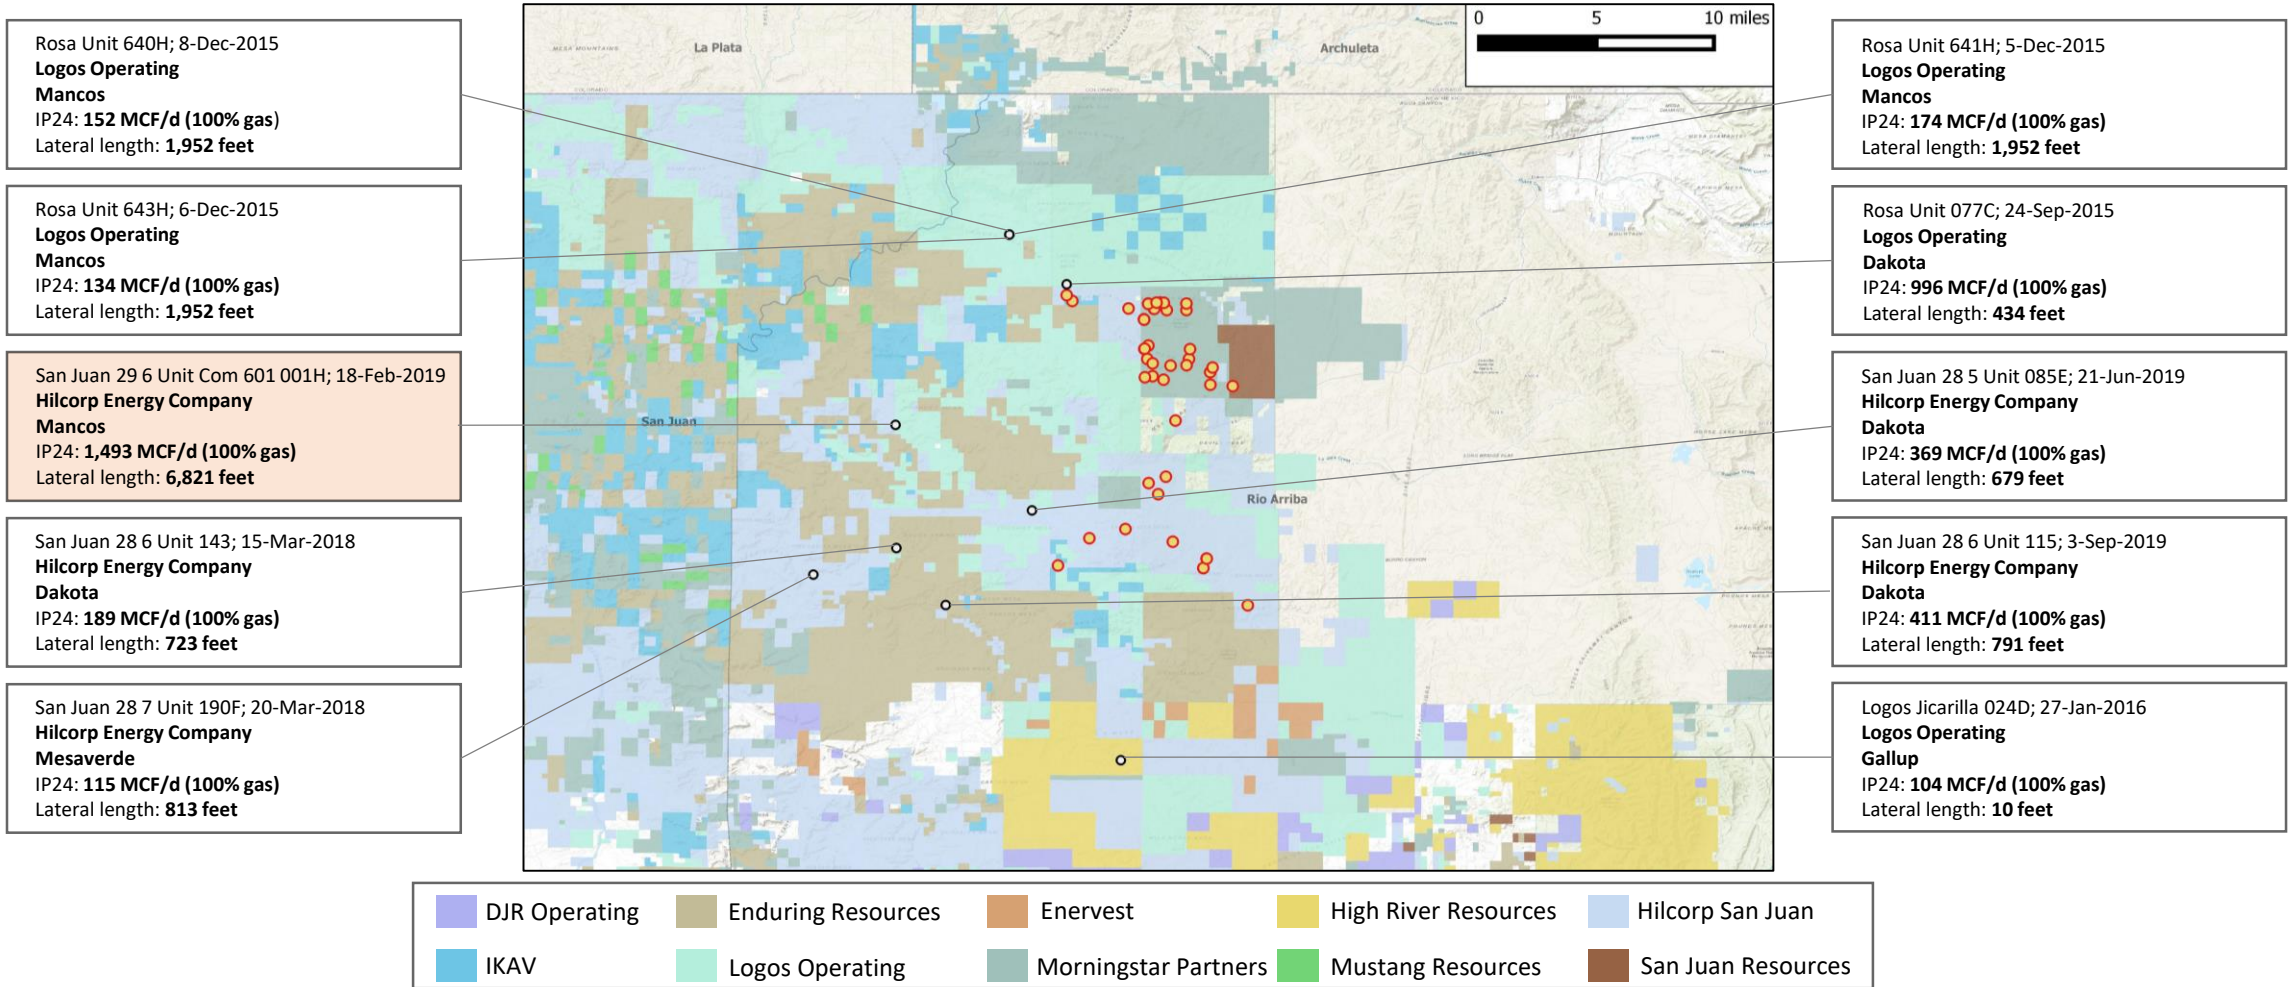 Rosa Unit 640H; 8-Dec-2015
Logos Operating
Mancos
IP24: 152 MCF/d (100% gas)
Lateral length: 1,952 feet
Rosa Unit 643H; 6-Dec-2015
Logos Operating
Mancos
IP24: 134 MCF/d (100% gas)
Lateral length: 1,952 feet
San Juan 29 6 Unit Com 601 001H; 18-Feb-2019
Hilcorp Energy Company
Mancos
IP24: 1,493 MCF/d (100% gas)
Lateral length: 6,821 feet
San Juan 28 6 Unit 143; 15-Mar-2018
Hilcorp Energy Company
Dakota
IP24: 189 MCF/d (100% gas)
Lateral length: 723 feet
San Juan 28 7 Unit 190F; 20-Mar-2018
Hilcorp Energy Company
Mesaverde
IP24: 115 MCF/d (100% gas)
Lateral length: 813 feet
La Plata
Archuleta
0 5 10 miles
San Juan
Rio Arriba
Rosa Unit 641H; 5-Dec-2015
Logos Operating
Mancos
IP24: 174 MCF/d (100% gas)
Lateral length: 1,952 feet
Rosa Unit 077C; 24-Sep-2015
Logos Operating
Dakota
IP24: 996 MCF/d (100% gas)
Lateral length: 434 feet
San Juan 28 5 Unit 085E; 21-Jun-2019
Hilcorp Energy Company
Dakota
IP24: 369 MCF/d (100% gas)
Lateral length: 679 feet
San Juan 28 6 Unit 115; 3-Sep-2019
Hilcorp Energy Company
Dakota
IP24: 411 MCF/d (100% gas)
Lateral length: 791 feet
Logos Jicarilla 024D; 27-Jan-2016
Logos Operating
Gallup
IP24: 104 MCF/d (100% gas)
Lateral length: 10 feet
DJR Operating
Enduring Resources
Enervest
High River Resources
Hilcorp San Juan
IKAV
Logos Operating
Morningstar Partners
Mustang Resources
San Juan Resources